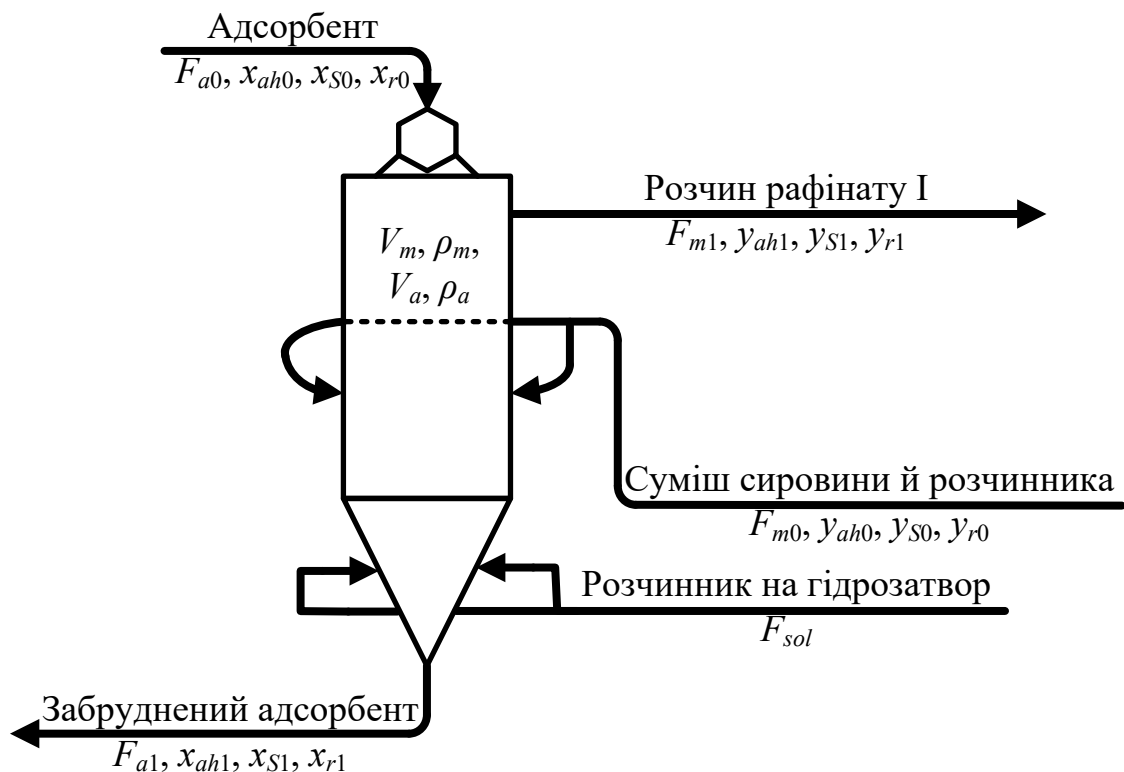 Адсорбент
Fa0, xah0, xS0, xr0
Розчин рафінату I
Fm1, yah1, yS1, yr1
Vm, ρm,
Va, ρa
Суміш сировини й розчинника
Fm0, yah0, yS0, yr0
Розчинник на гідрозатвор
Fsol
Забруднений адсорбент
Fa1, xah1, xS1, xr1